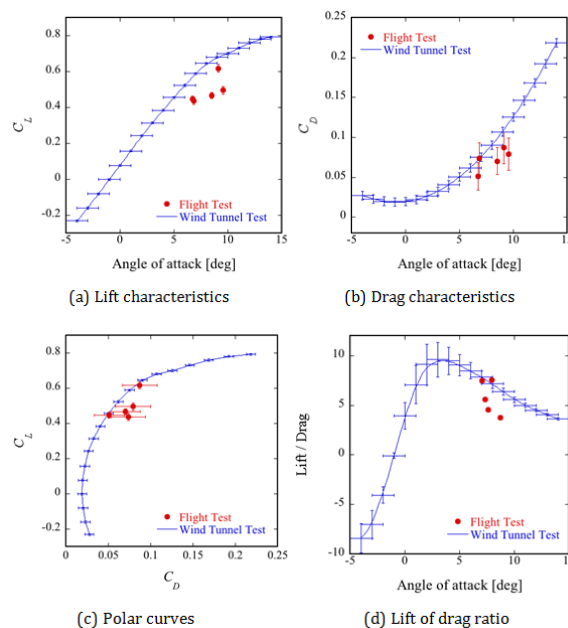 0.8
0.6
0.4
0.2
0
-0.2
C_L
Flight Test
Wind Tunnel Test
-5 0 5 10 15
Angle of attack [deg]
(a) Lift characteristics
0.25
0.2
0.15
0.1
0.05
0
C_D
Flight Test
Wind Tunnel Test
-5 0 5 10 15
Angle of attack [deg]
(b) Drag characteristics
0.8
0.6
0.4
0.2
0
-0.2
C_L
Flight Test
Wind Tunnel Test
0 0.05 0.1 0.15 0.2 0.25
C_D
(c) Polar curves
10
5
0
-5
-10
Lift / Drag
Flight Test
Wind Tunnel Test
-5 0 5 10 15
Angle of attack [deg]
(d) Lift of drag ratio